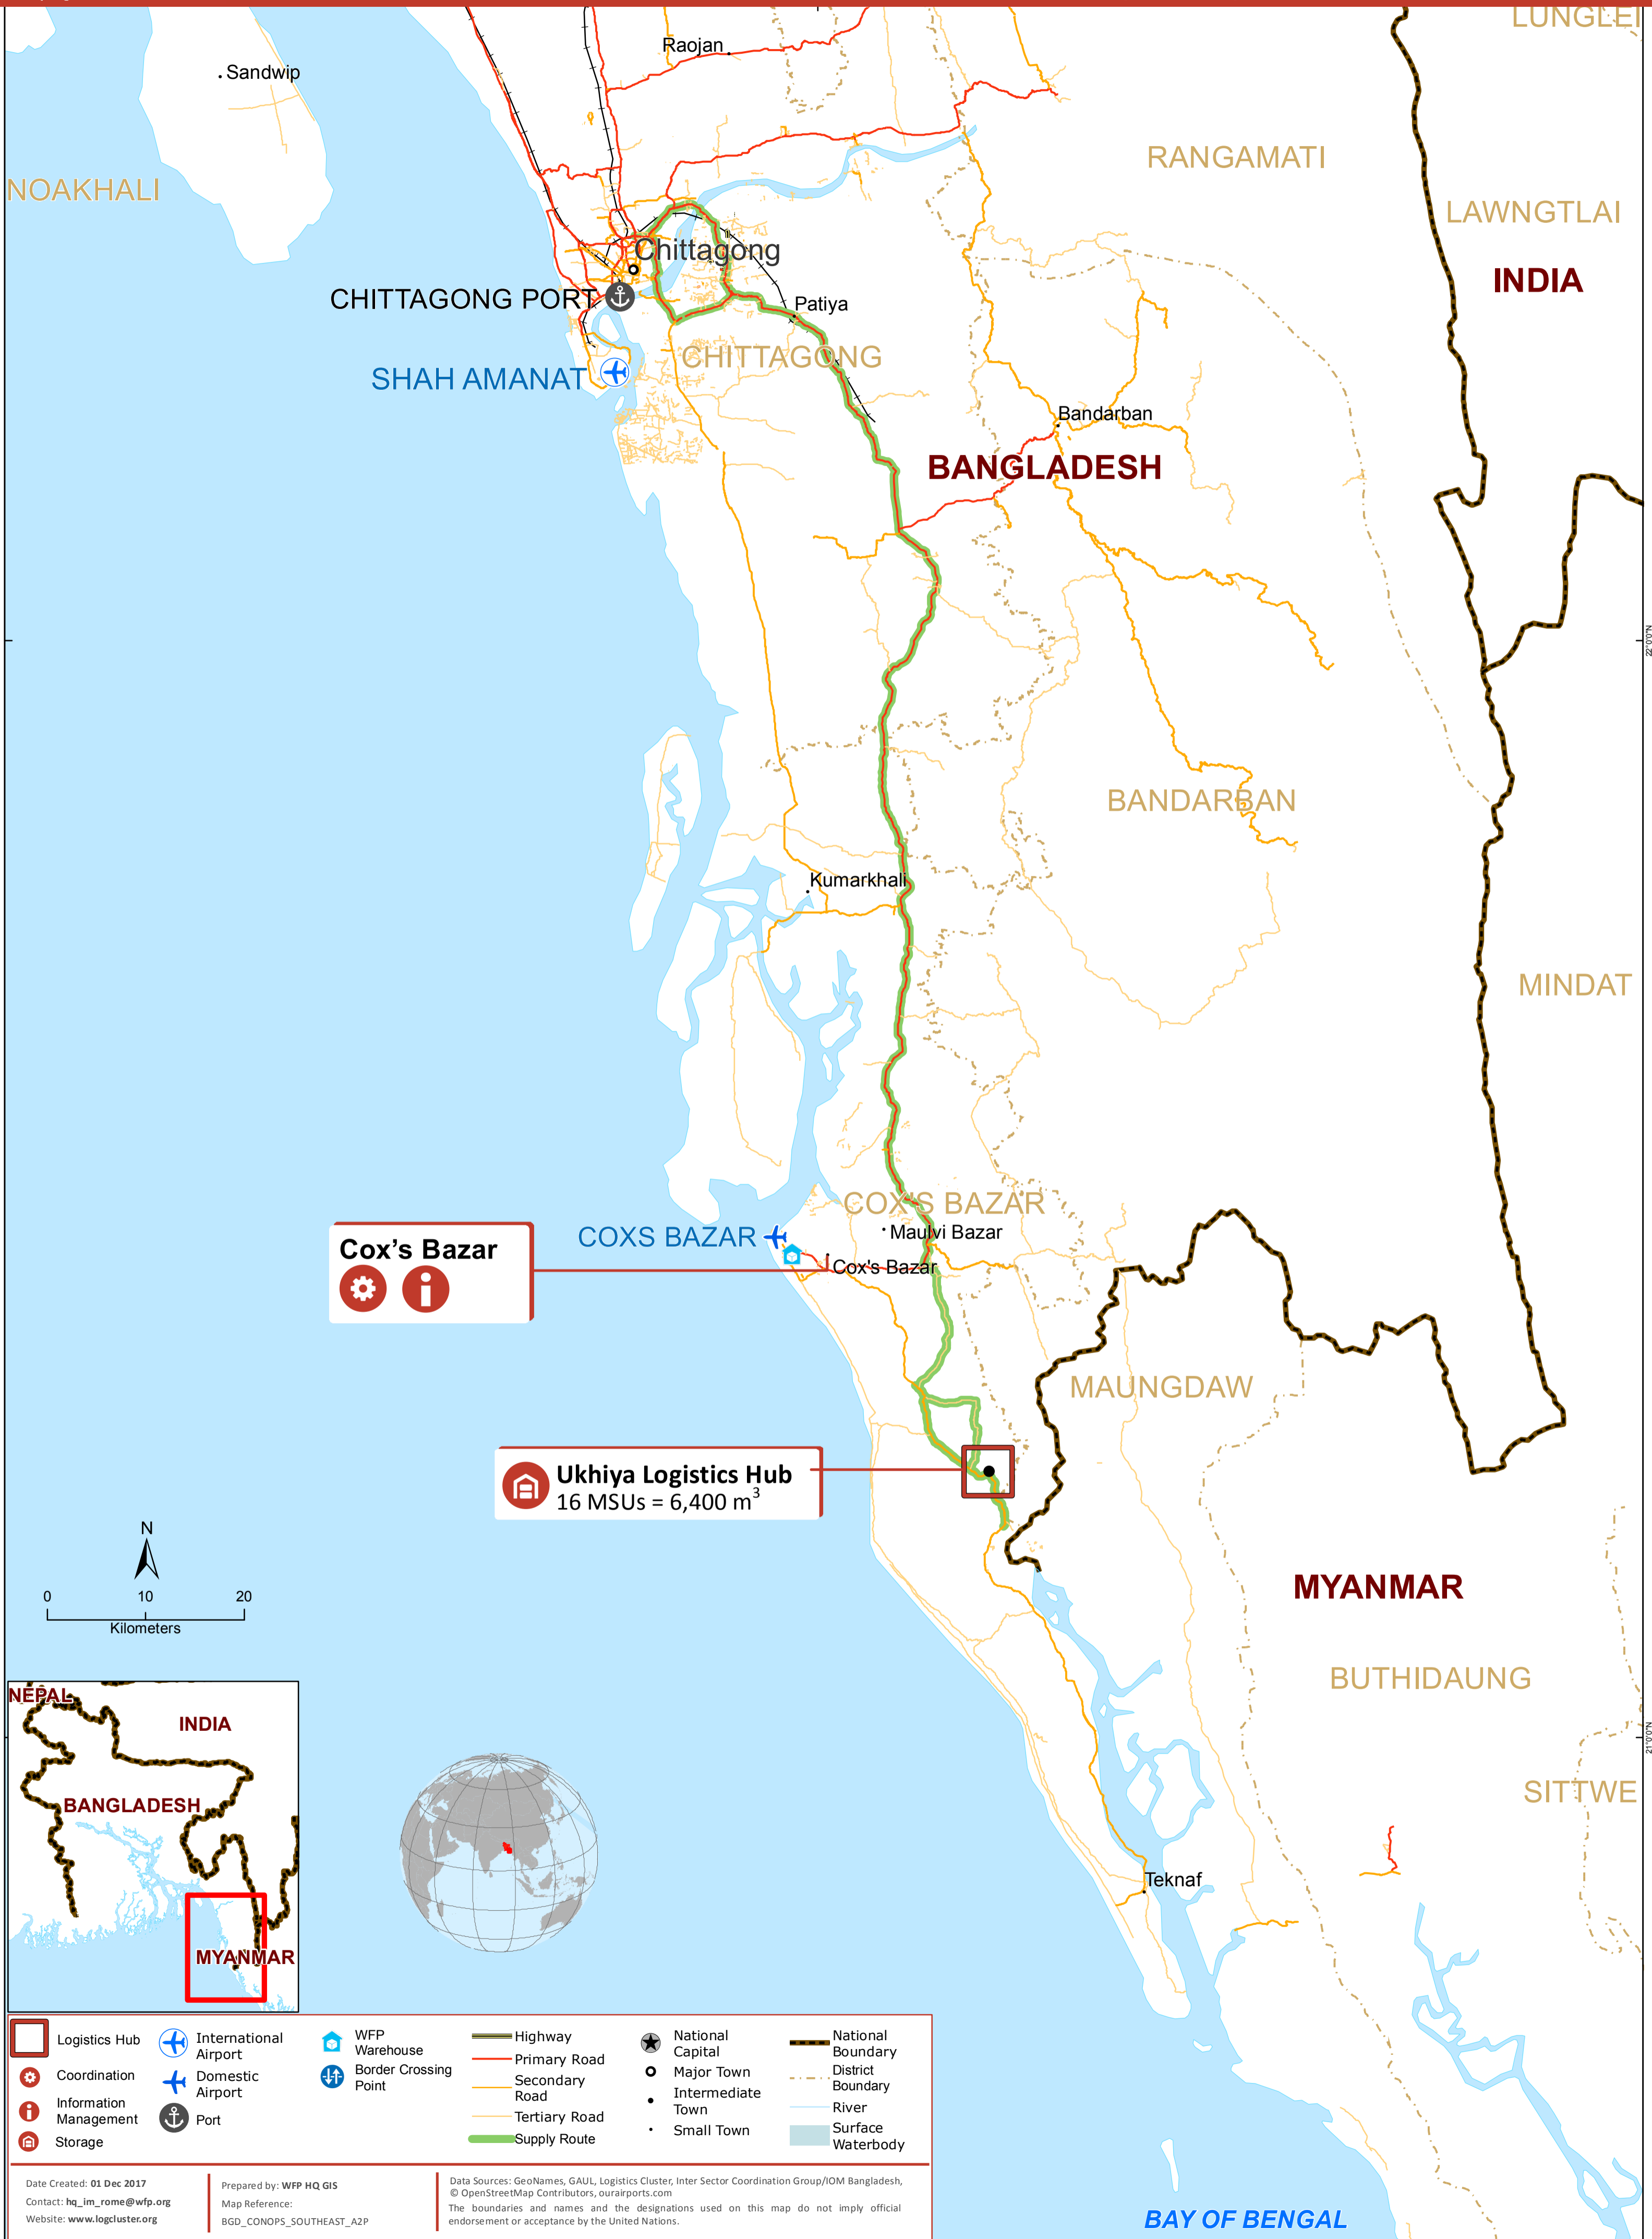 LUNGLEI
Raojan
Sandwip
RANGAMATI
NOAKHALI
LAWNGTLAI
Chittagong
INDIA
CHITTAGONG PORT
Patiya
CHITTAGONG
SHAH AMANAT
Bandarban
BANGLADESH
22°0'0"N
BANDARBAN
Kumarkhali
MINDAT
COX'S BAZAR
Maulvi Bazar
COXS BAZAR
Cox's Bazar
Cox's Bazar
MAUNGDAW
Ukhiya Logistics Hub
16 MSUs = 6,400 m3
N
0 10 20
Kilometers
MYANMAR
BUTHIDAUNG
21°0'0"N
SITTWE
Teknaf
NEPAL
INDIA
BANGLADESH
MYANMAR
Logistics Hub
Coordination
Information
Management
Storage
International
Airport
Domestic
Airport
Port
WFP
Warehouse
Border Crossing
Point
Highway
Primary Road
Secondary
Road
Tertiary Road
Supply Route
National
Capital
Major Town
Intermediate
Town
Small Town
National
Boundary
District
Boundary
River
Surface
Waterbody
Date Created: 01 Dec 2017
Contact: hq_im_rome@wfp.org
Website: www.logcluster.org
Prepared by: WFP HQ GIS
Map Reference:
BGD_CONOPS_SOUTHEAST_A2P
Data Sources: GeoNames, GAUL, Logistics Cluster, Inter Sector Coordination Group/IOM Bangladesh,
© OpenStreetMap Contributors, ourairports.com
The boundaries and names and the designations used on this map do not imply official
endorsement or acceptance by the United Nations.
BAY OF BENGAL